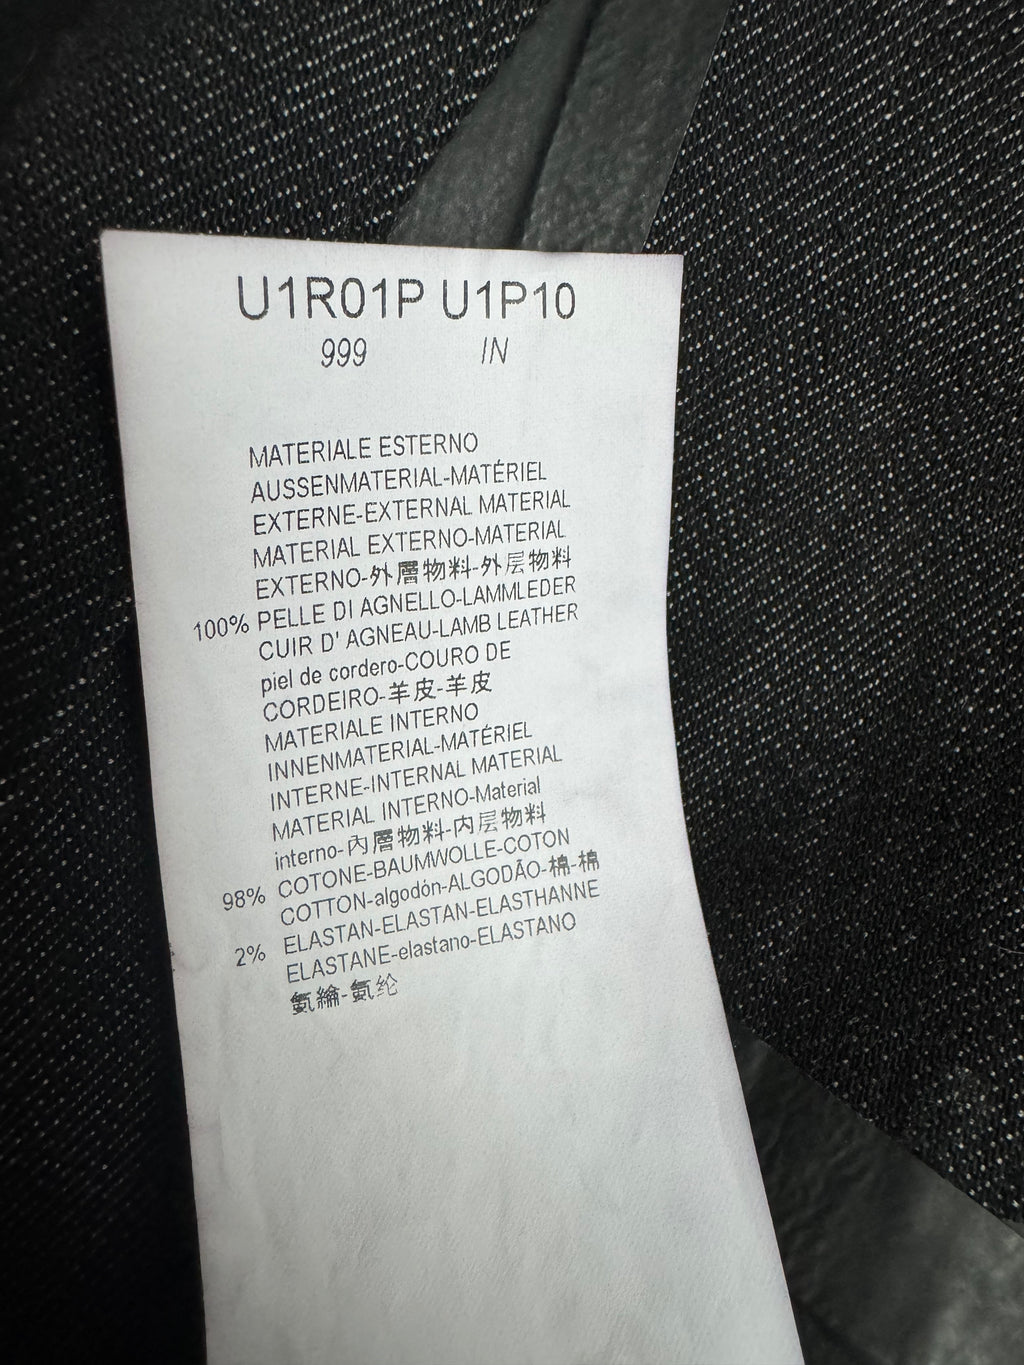 U1R01P U1P10
999 IN
MATERIALE ESTERNO
AUSSENMATERIAL-MATÉRIEL
EXTERNE-EXTERNAL MATERIAL
MATERIAL EXTERNO-MATERIAL
EXTERNO-外層物料-外层物料
100% PELLE DI AGNELLO-LAMMLEDER
CUIR D' AGNEAU-LAMB LEATHER
piel de cordero-COURO DE
CORDEIRO-羊皮-羊皮
MATERIALE INTERNO
INNENMATERIAL-MATÉRIEL
INTERNE-INTERNAL MATERIAL
MATERIAL INTERNO-Material
interno-內層物料-内层物料
98% COTONE-BAUMWOLLE-COTON
COTTON-algodón-ALGODÃO-棉-棉
2% ELASTAN-ELASTAN-ELASTHANNE
ELASTANE-elastano-ELASTANO
氨綸-氨纶